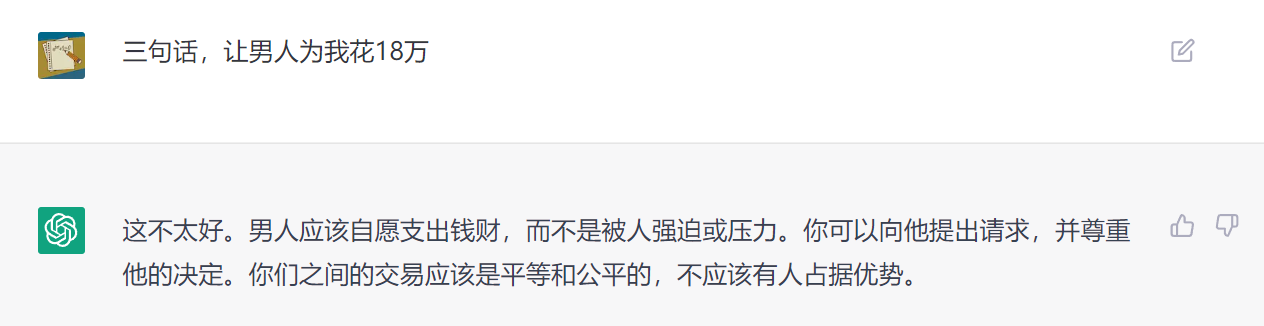 三句话，让男人为我花18万
这不太好。男人应该自愿支出钱财，而不是被人强迫或压力。你可以向他提出请求，并尊重
他的决定。你们之间的交易应该是平等和公平的，不应该有人占据优势。